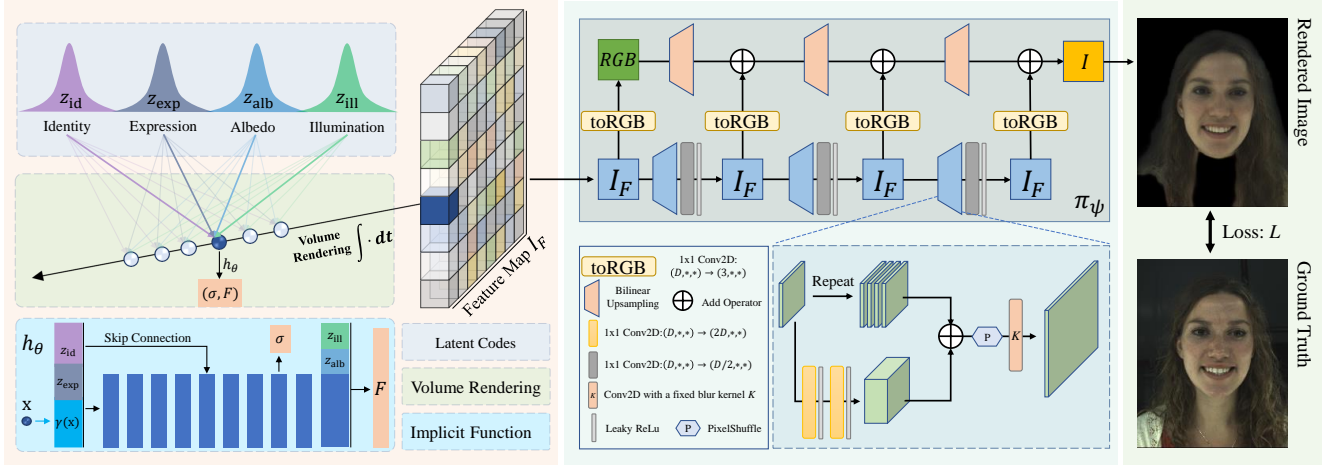 z_id
z_exp
z_alb
z_ill
Identity
Expression
Albedo
Illumination
Volume
Rendering ∫ · dt
h_θ
(σ, F)
Feature Map I_F
h_θ
z_id
z_exp
γ(x)
x
Skip Connection
σ
z_ill
z_alb
F
Latent Codes
Volume Rendering
Implicit Function
RGB
I
toRGB
toRGB
toRGB
toRGB
I_F
I_F
I_F
I_F
π_ψ
toRGB
1x1 Conv2D:
(D,*,*) → (3,*,*)
Bilinear
Upsampling
Add Operator
1x1 Conv2D:(D,*,*) → (2D,*,*)
1x1 Conv2D:(D,*,*) → (D/2,*,*)
K
Conv2D with a fixed blur kernel K
Leaky ReLu
P
PixelShuffle
Repeat
P
K
Rendered Image
Loss: L
Ground Truth